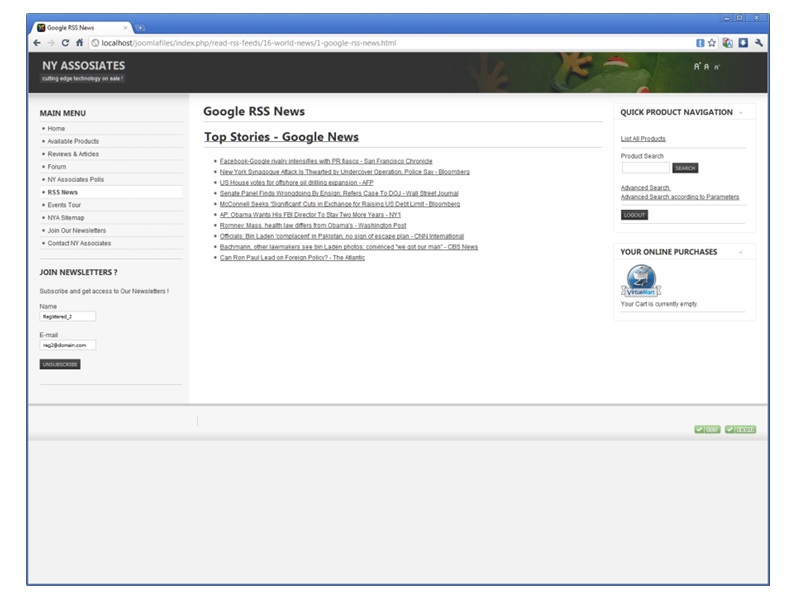 Google RSS News
localhost/joomlafiles/index.php/read-rss-feeds/16-world-news/1-google-rss-news.html
NY ASSOSIATES
cutting edge technology on sale !
A+ A A-
MAIN MENU
Home
Available Products
Reviews & Articles
Forum
NY Associates Polls
RSS News
Events Tour
NYA Sitemap
Join Our Newsletters
Contact NY Associates
JOIN NEWSLETTERS ?
Subscribe and get access to Our Newsletters !
Name
Registered_2
E-mail
reg2@domain.com
UNSUBSCRIBE
Google RSS News
Top Stories - Google News
Facebook-Google rivalry intensifies with PR fiasco - San Francisco Chronicle
New York Synagogue Attack Is Thwarted by Undercover Operation, Police Say - Bloomberg
US House votes for offshore oil drilling expansion - AFP
Senate Panel Finds Wrongdoing By Ensign, Refers Case To DOJ - Wall Street Journal
McConnell Seeks 'Significant' Cuts in Exchange for Raising US Debt Limit - Bloomberg
AP: Obama Wants His FBI Director To Stay Two More Years - NY1
Romney: Mass. health law differs from Obama's - Washington Post
Officials: Bin Laden 'complacent' in Pakistan, no sign of escape plan - CNN International
Bachmann, other lawmakers see bin Laden photos; convinced "we got our man" - CBS News
Can Ron Paul Lead on Foreign Policy? - The Atlantic
QUICK PRODUCT NAVIGATION
List All Products
Product Search
SEARCH
Advanced Search
Advanced Search according to Parameters
LOGOUT
YOUR ONLINE PURCHASES
VirtueMart
Your Cart is currently empty.